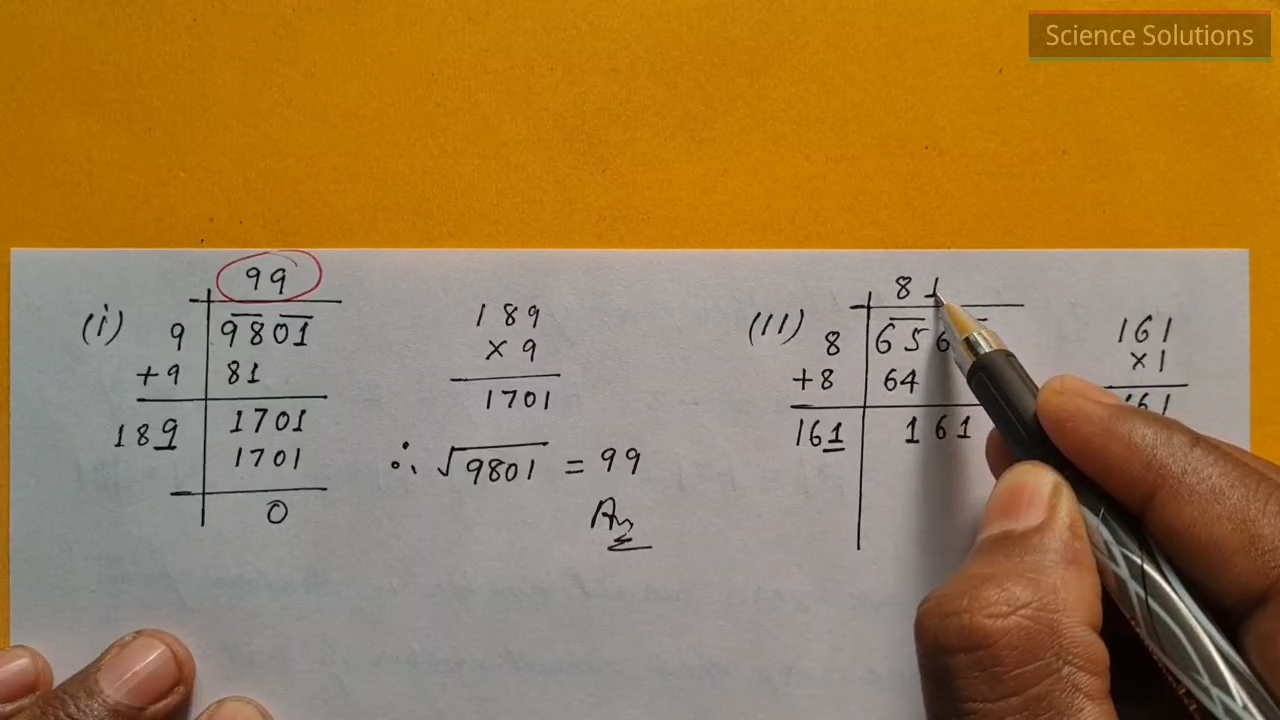 Science Solutions
99
(i) 9 9801
+9 81
189 1701
1701
0
189
×9
1701
∴ √9801 = 99
Ans
81
(ii) 8 656
+8 64
161 161
161
×1
161